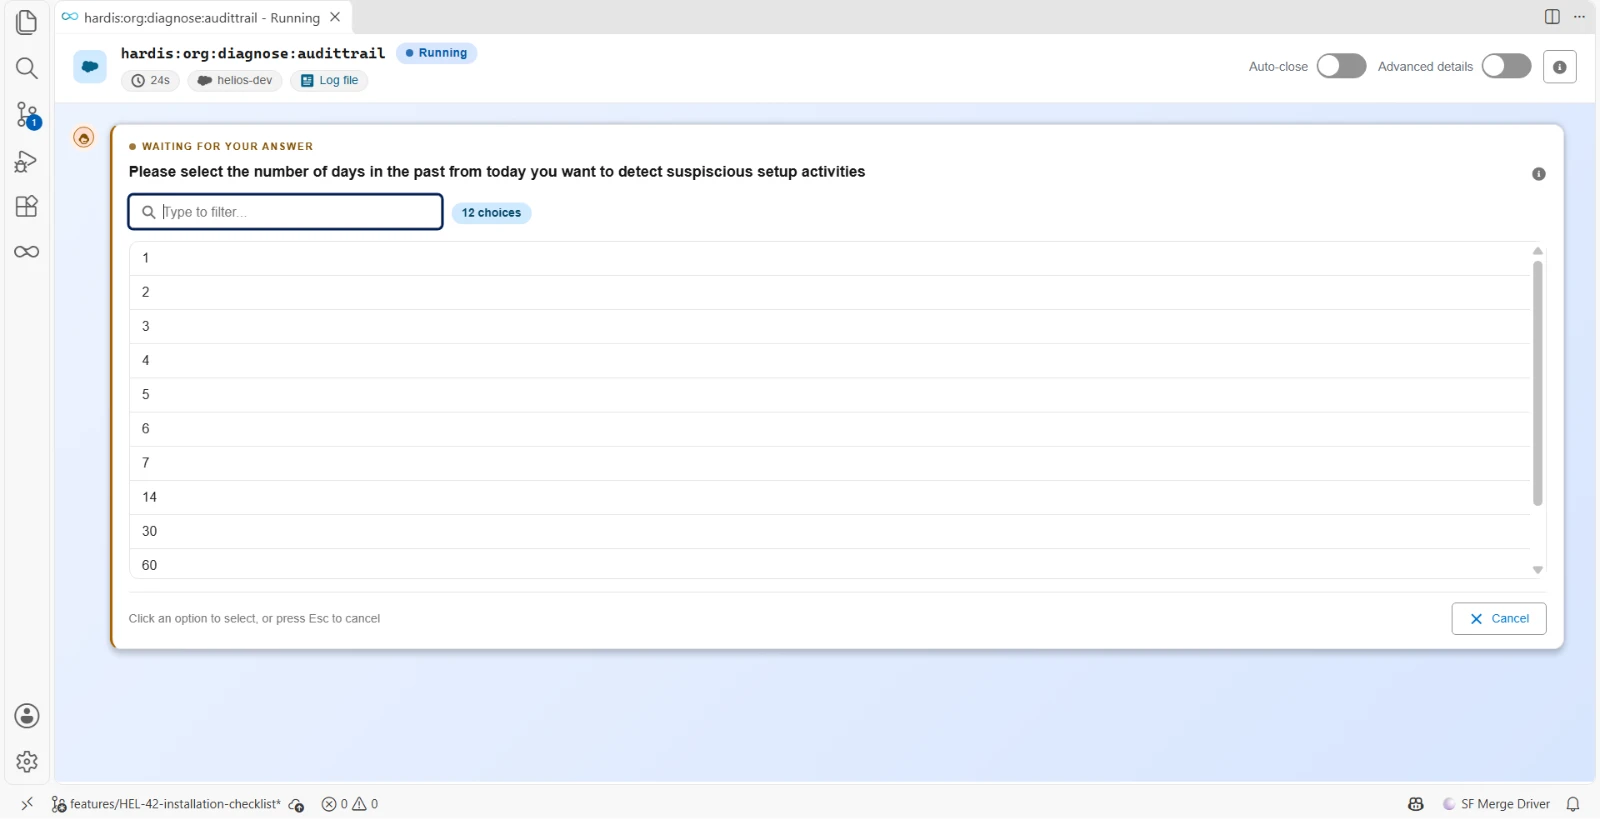 hardis:org:diagnose:audittrail - Running
hardis:org:diagnose:audittrail
Running
24s
helios-dev
Log file
Auto-close
Advanced details
1
WAITING FOR YOUR ANSWER
Please select the number of days in the past from today you want to detect suspiscious setup activities
Type to filter...
12 choices
1
2
3
4
5
6
7
14
30
60
Click an option to select, or press Esc to cancel
Cancel
features/HEL-42-installation-checklist*
0
0
SF Merge Driver